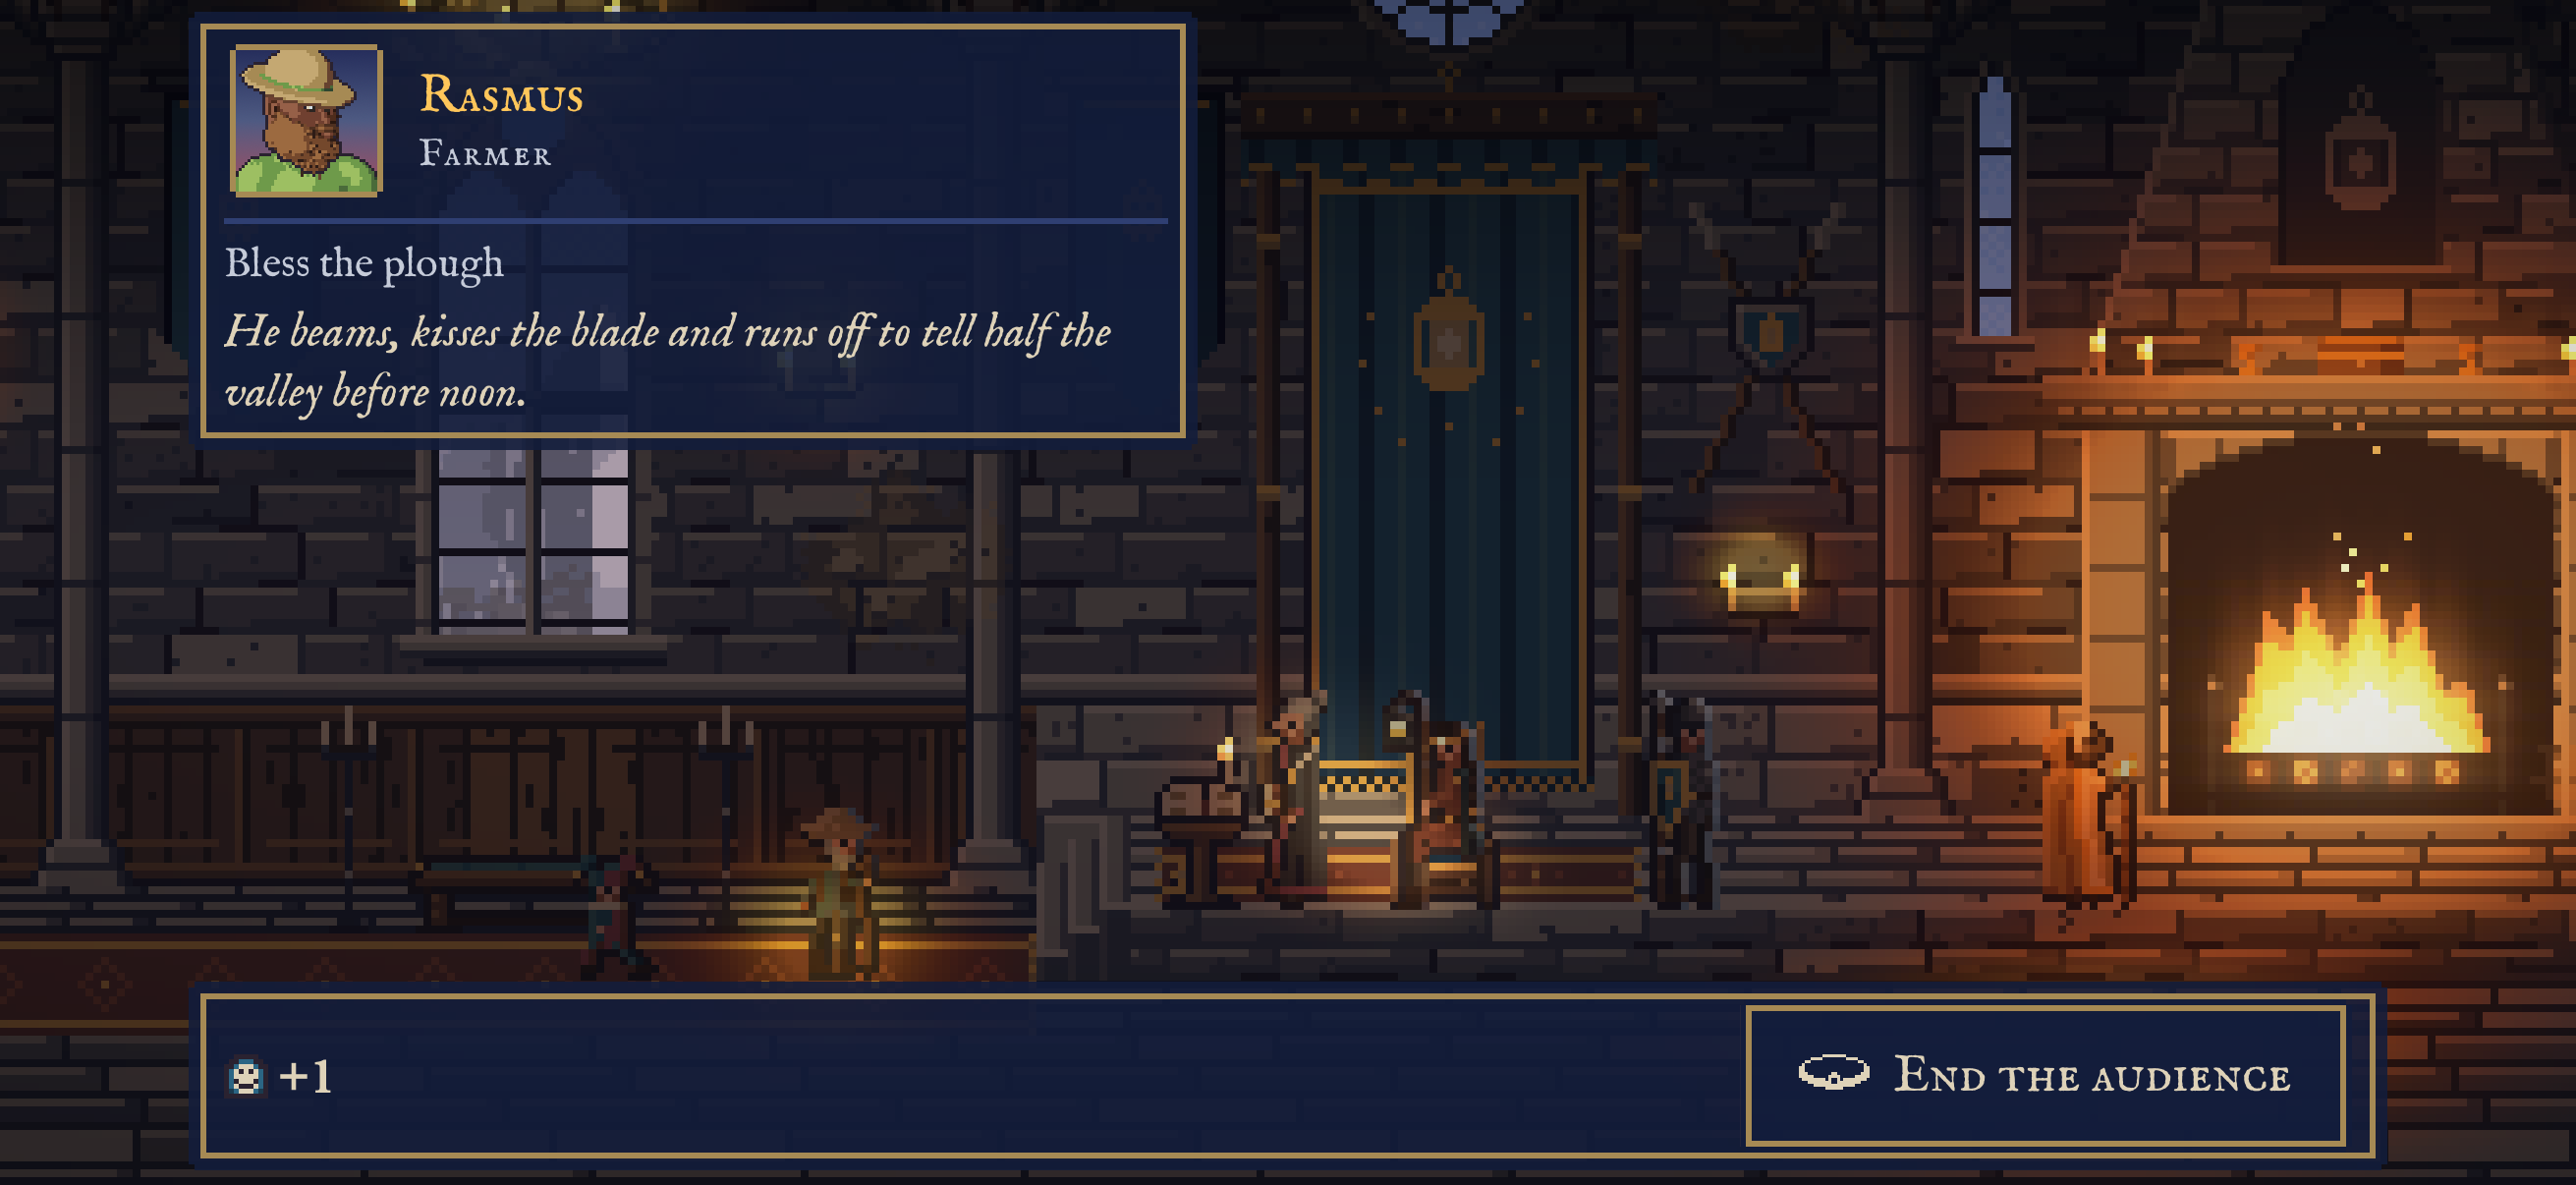 Rasmus
Farmer
Bless the plough
He beams, kisses the blade and runs off to tell half the
valley before noon.
+1
End the audience